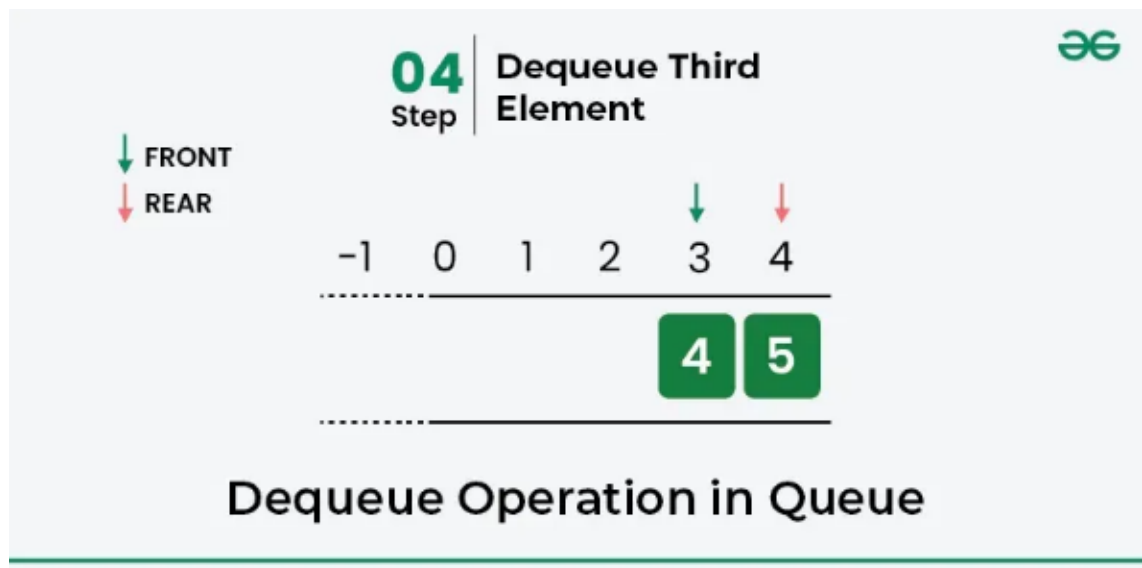 04
Step
Dequeue Third
Element
FRONT
REAR
-1 0 1 2 3 4
4 5
Dequeue Operation in Queue